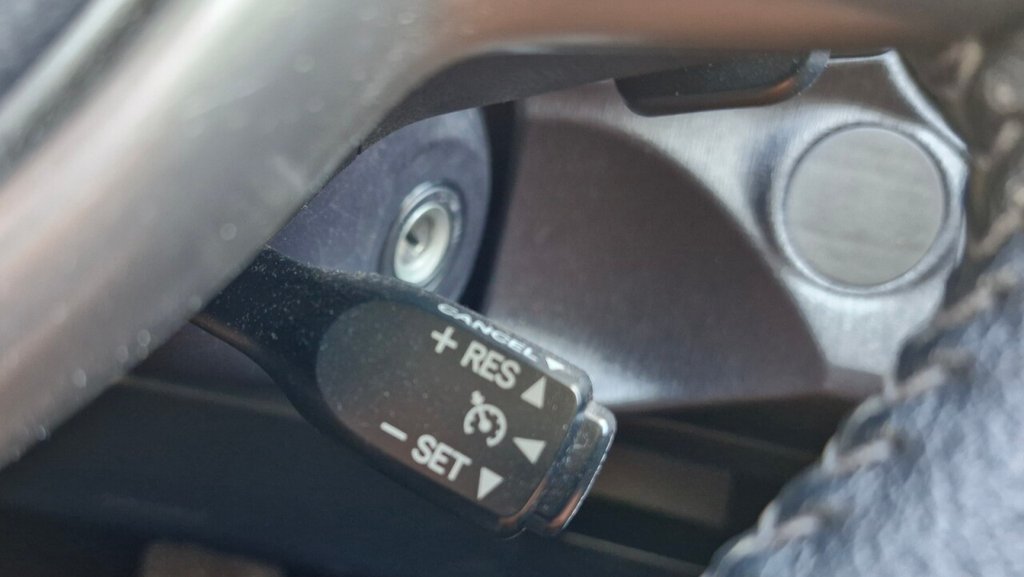 CANCEL
+ RES
- SET